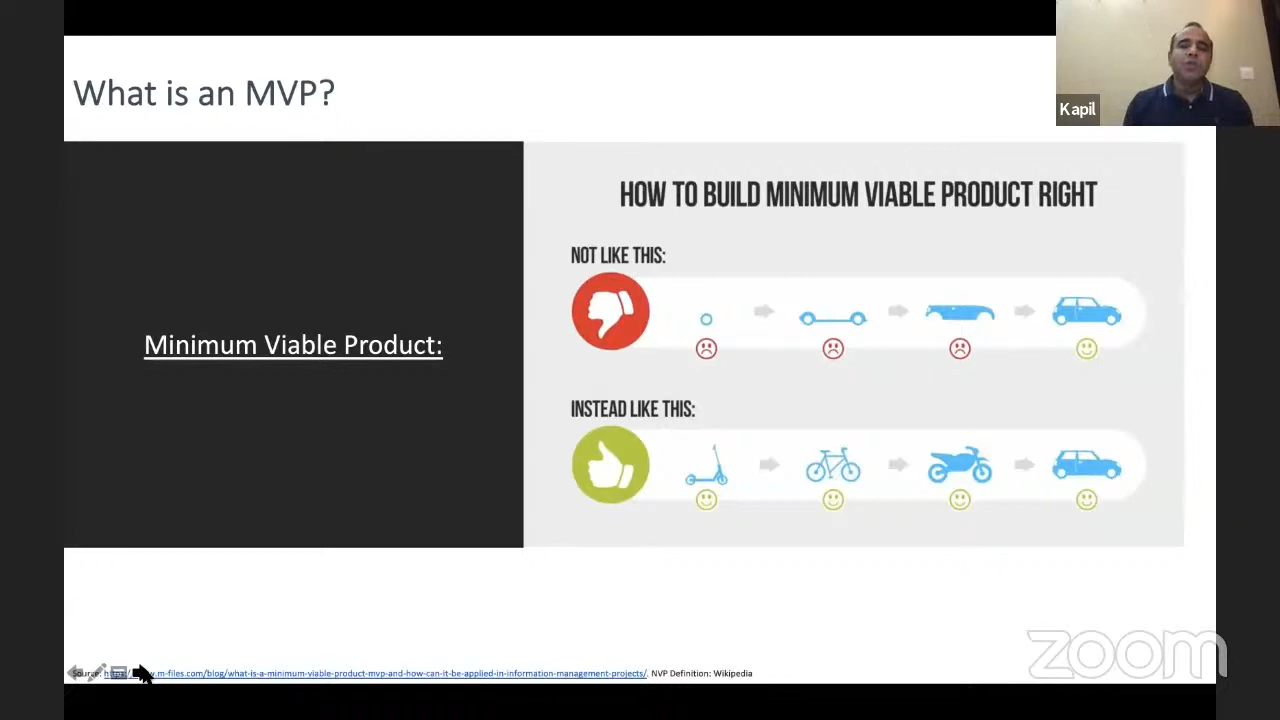 What is an MVP?
Kapil
Minimum Viable Product:
HOW TO BUILD MINIMUM VIABLE PRODUCT RIGHT
NOT LIKE THIS:
INSTEAD LIKE THIS:
Source: m-files.com/blog/what-is-a-minimum-viable-product-mvp-and-how-can-it-be-applied-in-information-management-projects/. NVP Definition: Wikipedia
zoom